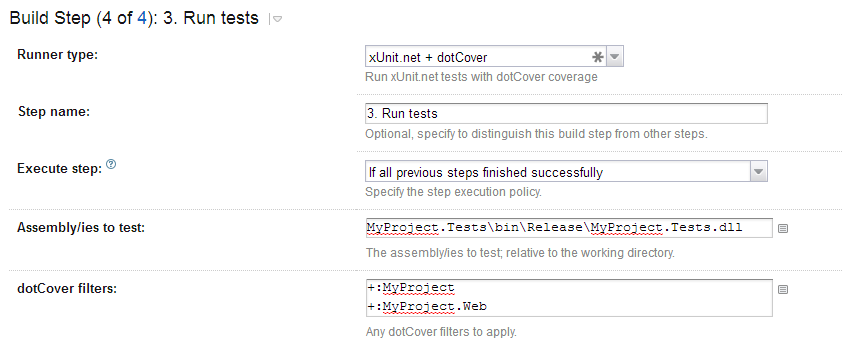 Build Step (4 of 4): 3. Run tests
Runner type:
xUnit.net + dotCover
Run xUnit.net tests with dotCover coverage
Step name:
3. Run tests
Optional, specify to distinguish this build step from other steps.
Execute step: ?
If all previous steps finished successfully
Specify the step execution policy.
Assembly/ies to test:
MyProject.Tests\bin\Release\MyProject.Tests.dll
The assembly/ies to test; relative to the working directory.
dotCover filters:
+:MyProject
+:MyProject.Web
Any dotCover filters to apply.